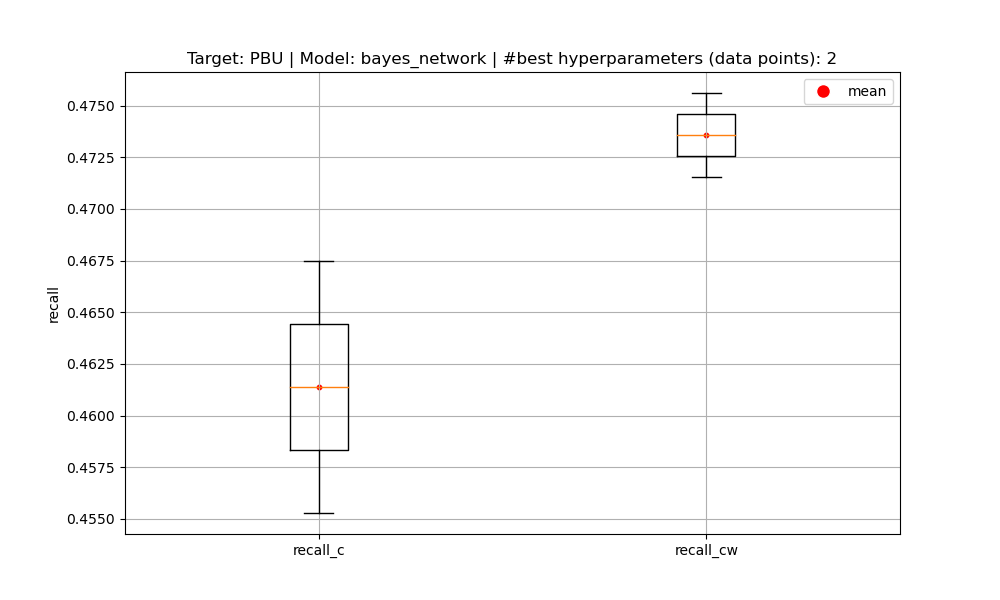 Target: PBU | Model: bayes_network | #best hyperparameters (data points): 2
mean
0.4750
0.4725
0.4700
0.4675
0.4650
0.4625
0.4600
0.4575
0.4550
recall
recall_c
recall_cw